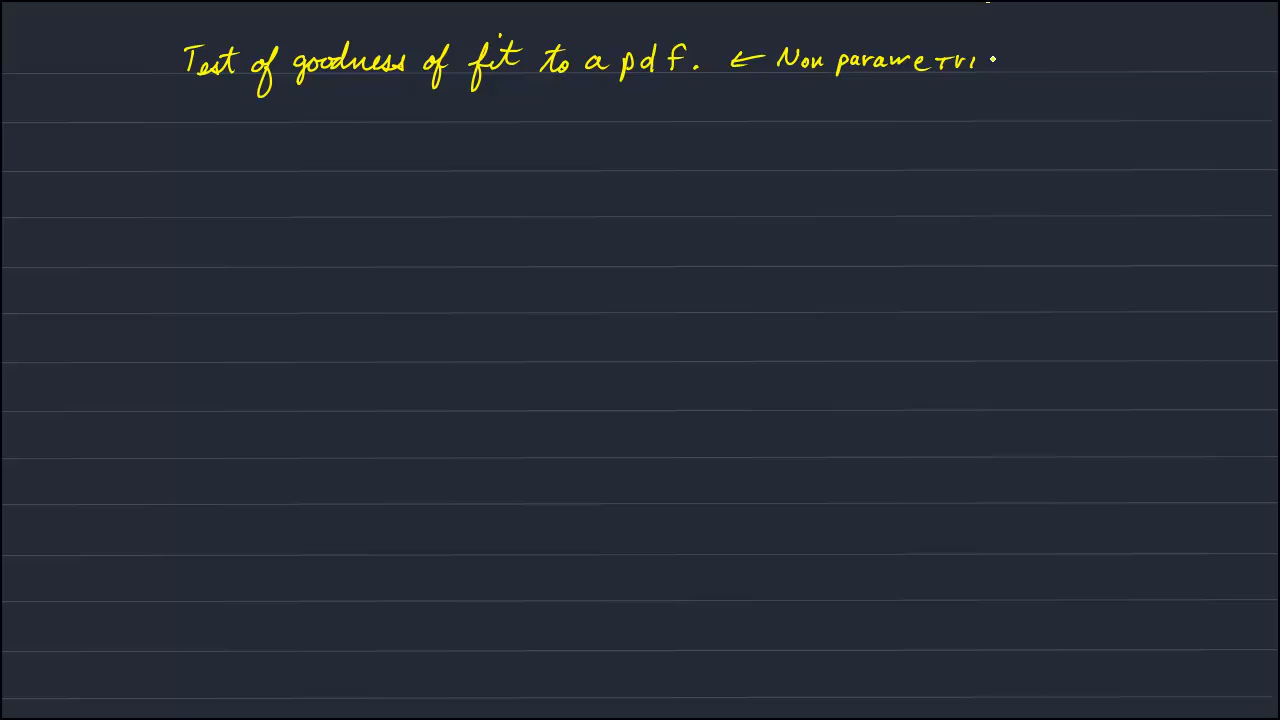 Test of goodness of fit to a pdf. ← Non parametri